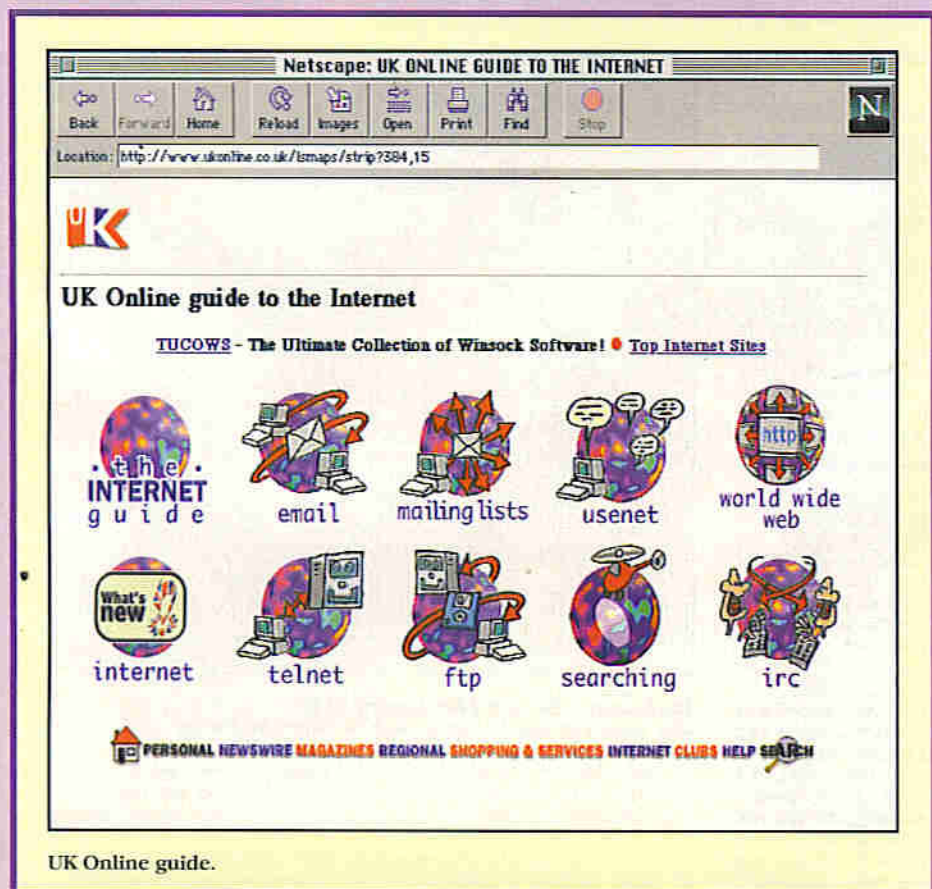 Netscape: UK ONLINE GUIDE TO THE INTERNET
Back Forward Home Reload Images Open Print Find Stop
N
Location: http://www.ukonline.co.uk/lsmaps/strip?384,15
UK
UK Online guide to the Internet
TUCOWS - The Ultimate Collection of Winsock Software! Top Internet Sites
http
· the ·
INTERNET
guide
email
mailing lists
usenet
world wide
web
What's
new
internet
telnet
ftp
searching
irc
PERSONAL NEWSWIRE MAGAZINES REGIONAL SHOPPING & SERVICES INTERNET CLUBS HELP SEARCH
UK Online guide.